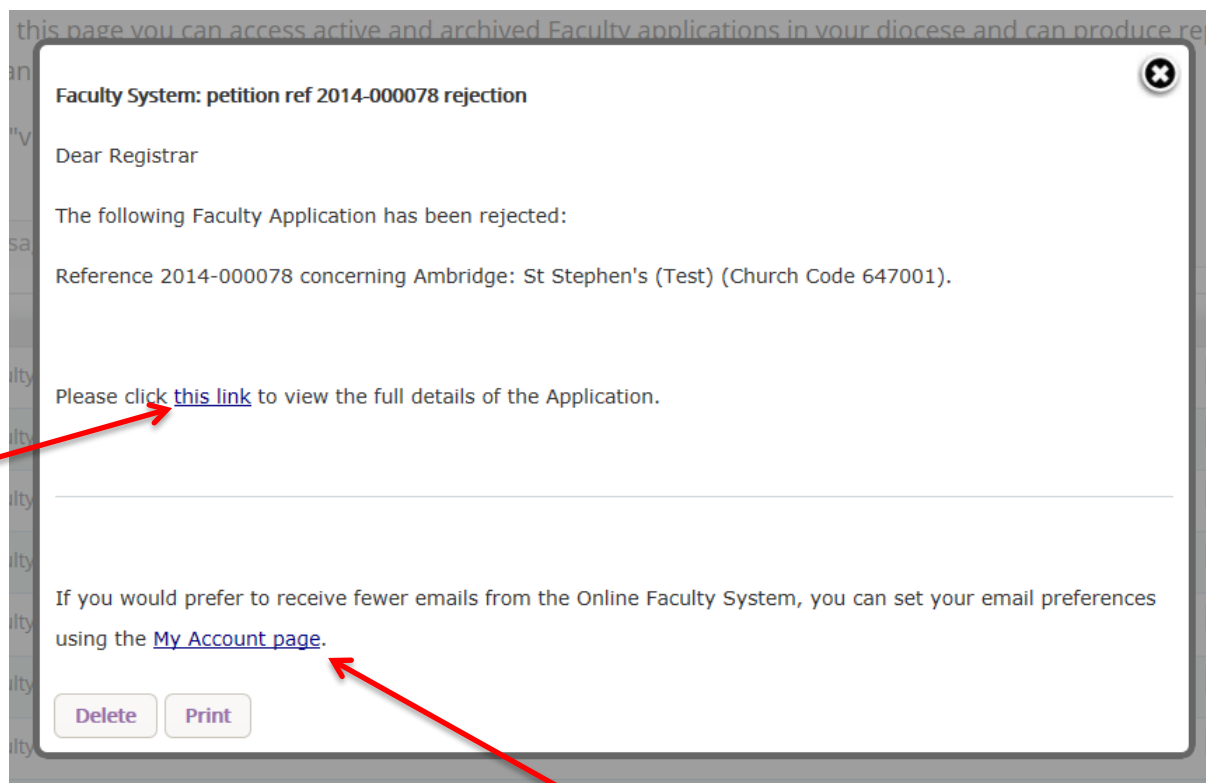 this page you can access active and archived Faculty applications in your diocese and can produce
Faculty System: petition ref 2014-000078 rejection
Dear Registrar
The following Faculty Application has been rejected:
Reference 2014-000078 concerning Ambridge: St Stephen's (Test) (Church Code 647001).
Please click this link to view the full details of the Application.
If you would prefer to receive fewer emails from the Online Faculty System, you can set your email preferences
using the My Account page.
Delete Print